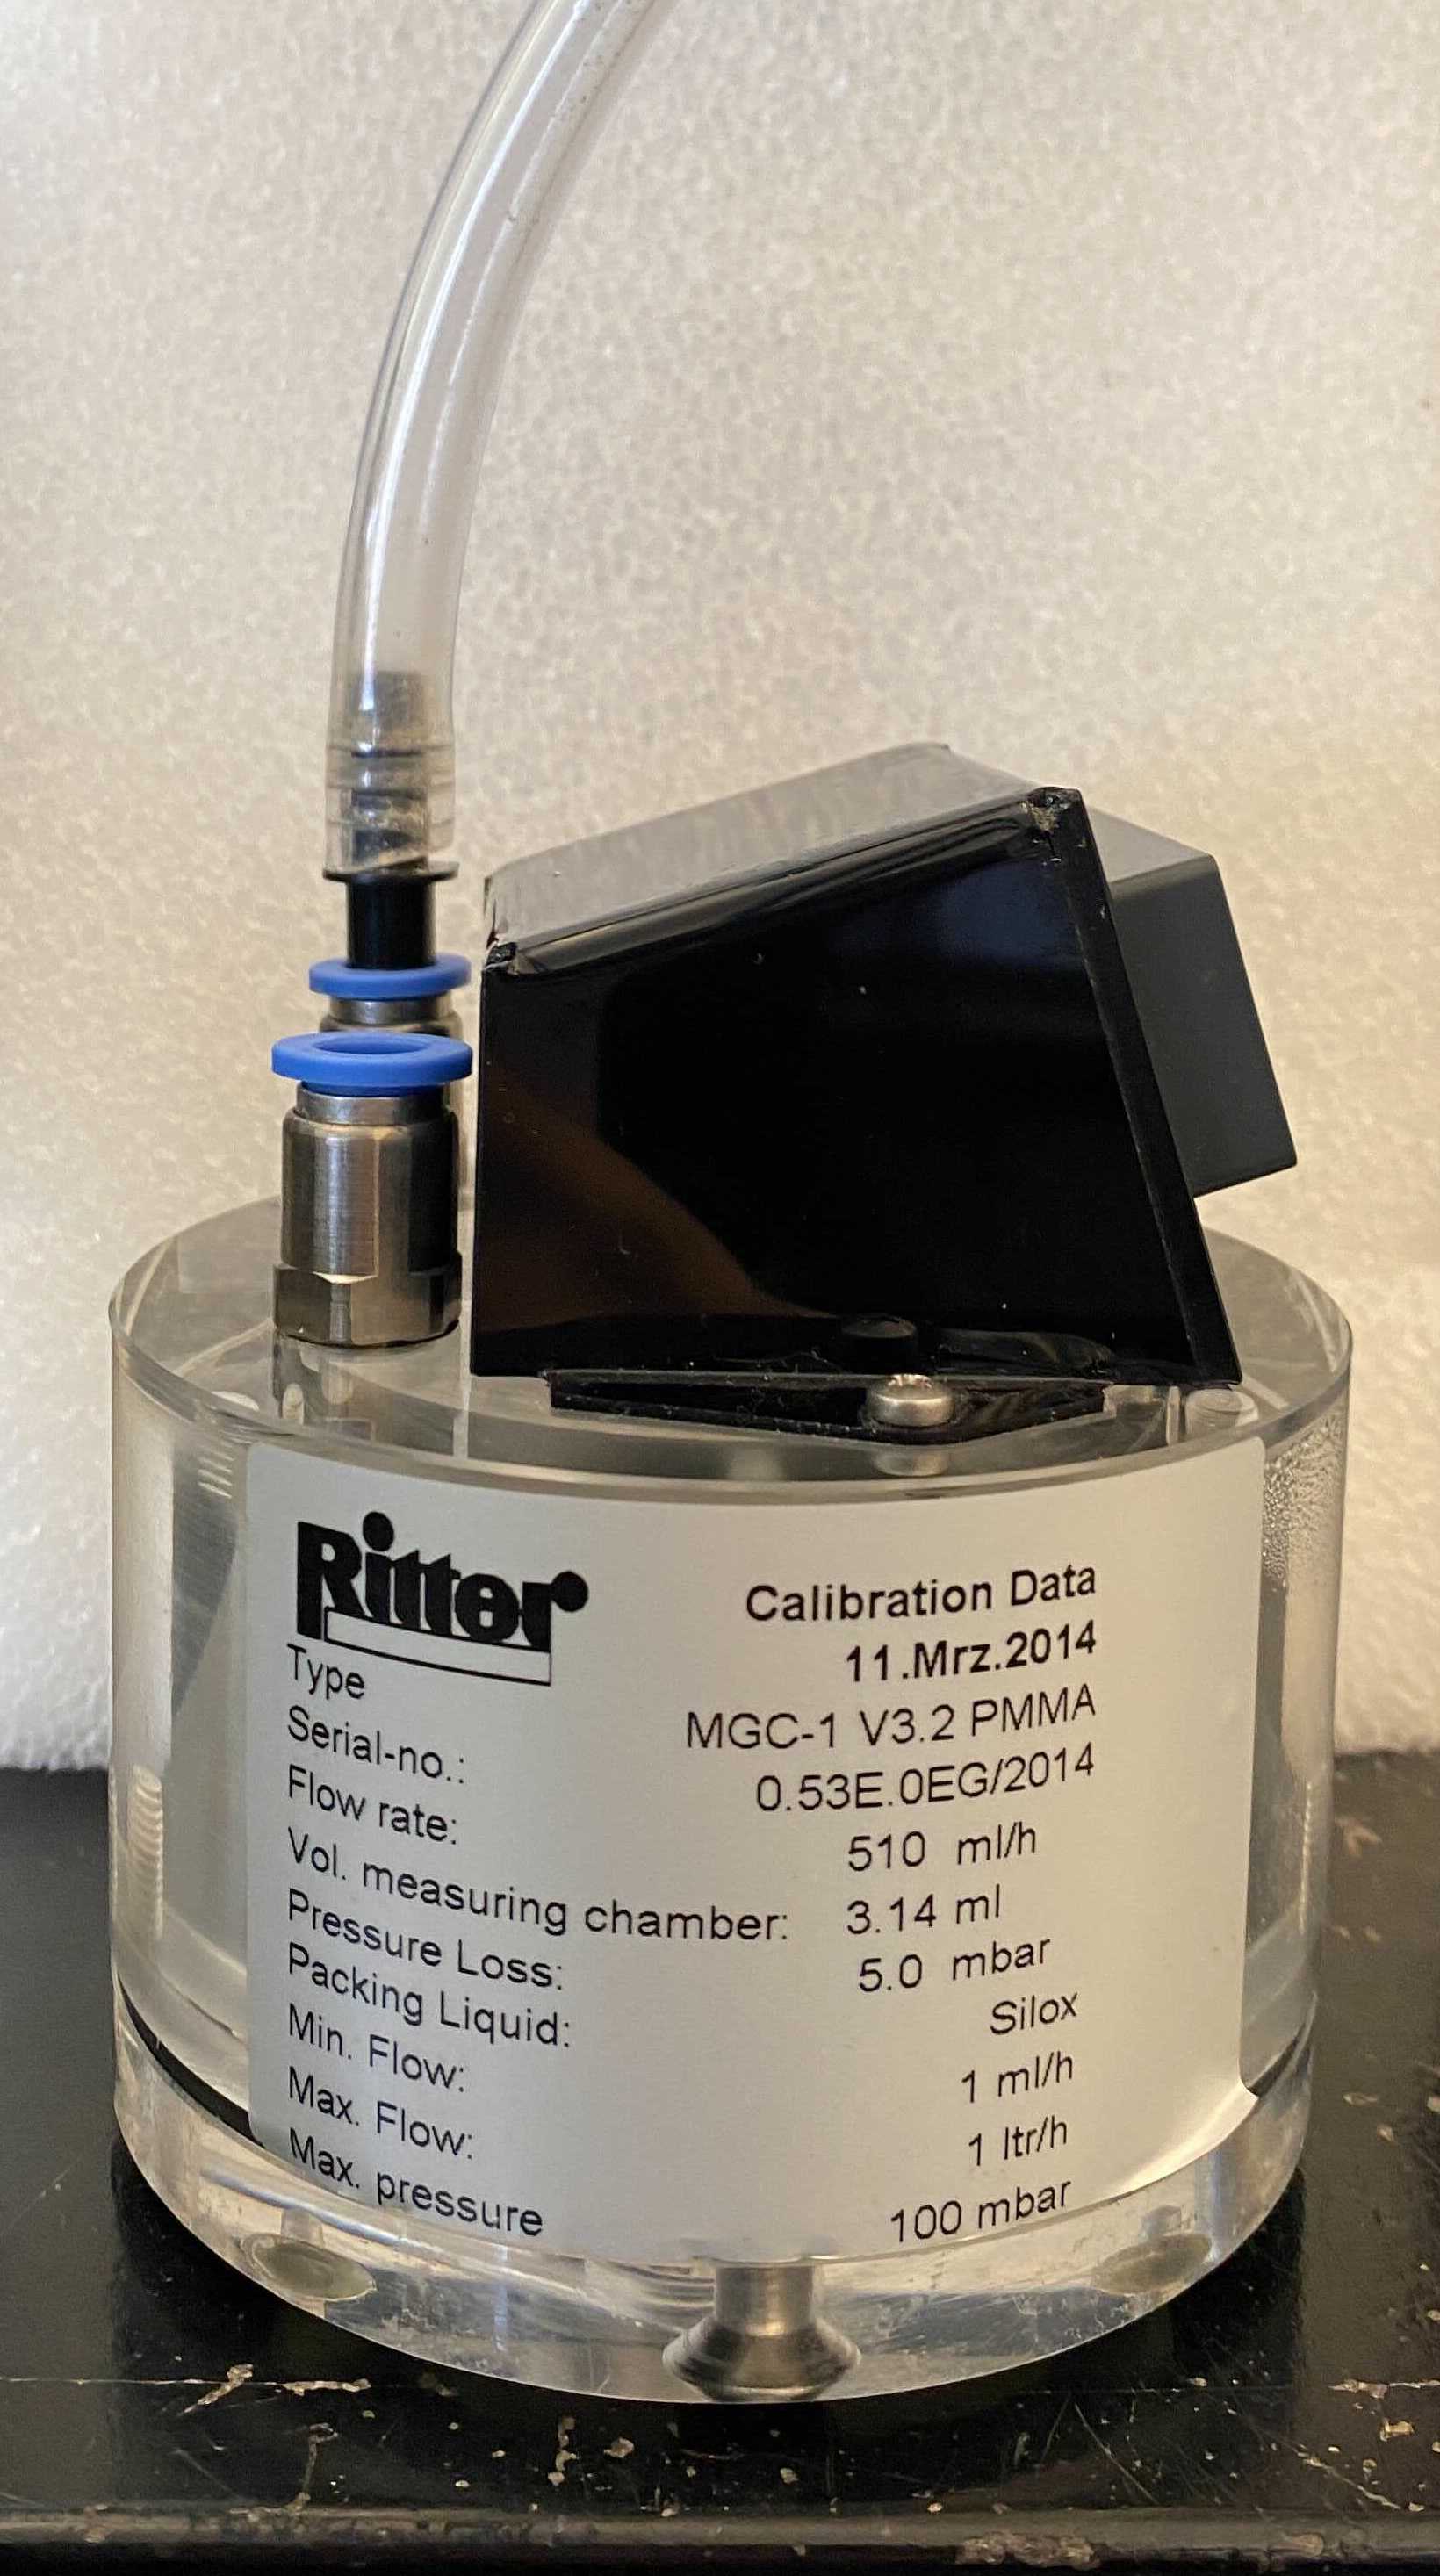 Ritter
Calibration Data
11.Mrz.2014
Type MGC-1 V3.2 PMMA
Serial-no.: 0.53E.0EG/2014
Flow rate: 510 ml/h
Vol. measuring chamber: 3.14 ml
Pressure Loss: 5.0 mbar
Packing Liquid: Silox
Min. Flow: 1 ml/h
Max. Flow: 1 ltr/h
Max. pressure 100 mbar